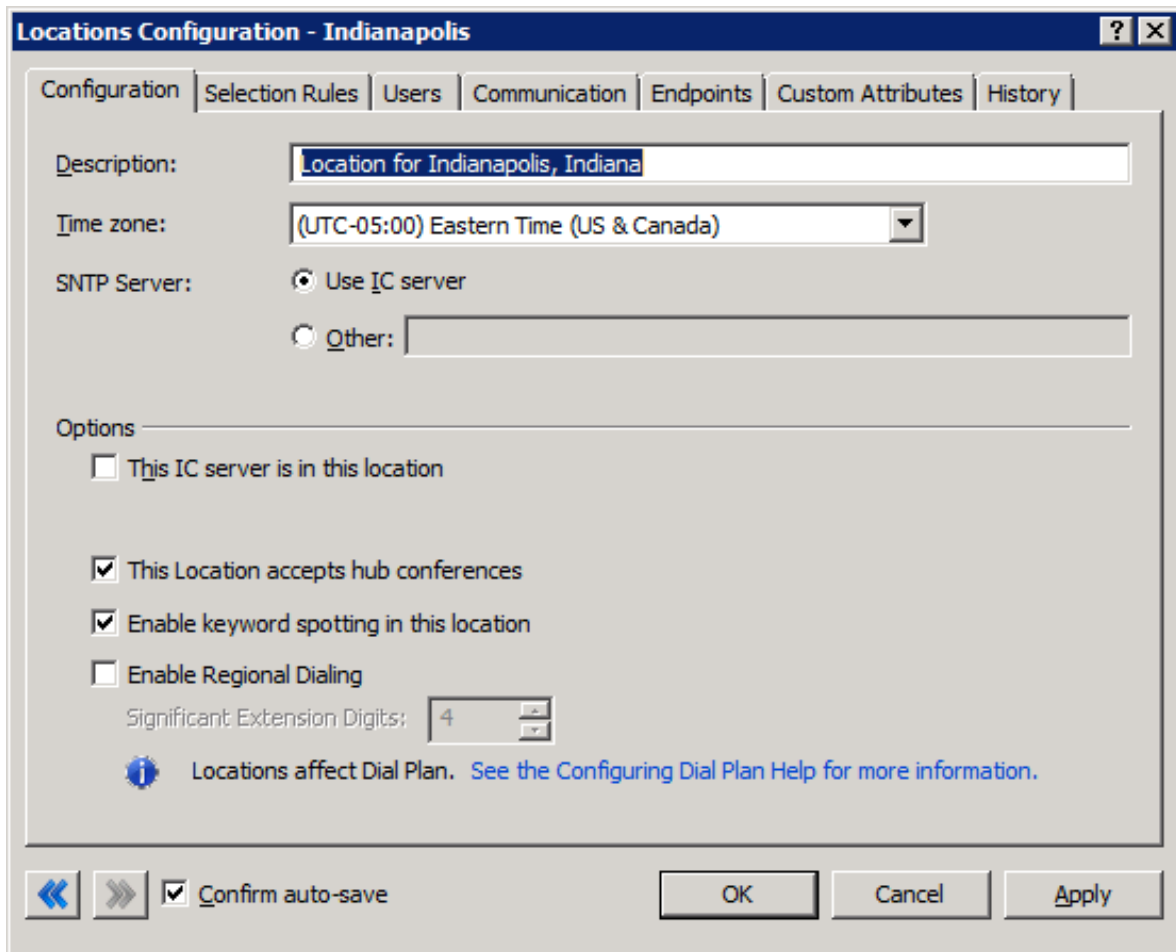 Locations Configuration - Indianapolis
Configuration Selection Rules Users Communication Endpoints Custom Attributes History
Description: Location for Indianapolis, Indiana
Time zone: (UTC-05:00) Eastern Time (US & Canada)
SNTP Server: Use IC server
Other:
Options
This IC server is in this location
This Location accepts hub conferences
Enable keyword spotting in this location
Enable Regional Dialing
Significant Extension Digits: 4
Locations affect Dial Plan. See the Configuring Dial Plan Help for more information.
Confirm auto-save OK Cancel Apply